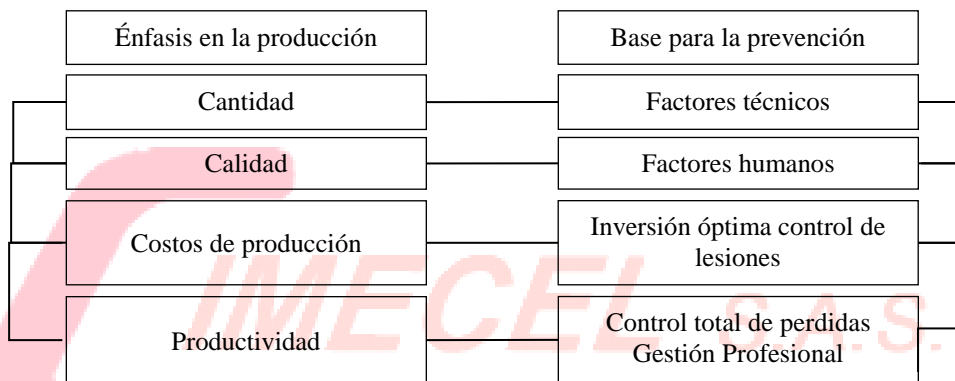 Énfasis en la producción
Base para la prevención
Cantidad
Factores técnicos
Calidad
Factores humanos
Costos de producción
Inversión óptima control de
lesiones
Productividad
Control total de perdidas
Gestión Profesional
IMECEL S.A.S.